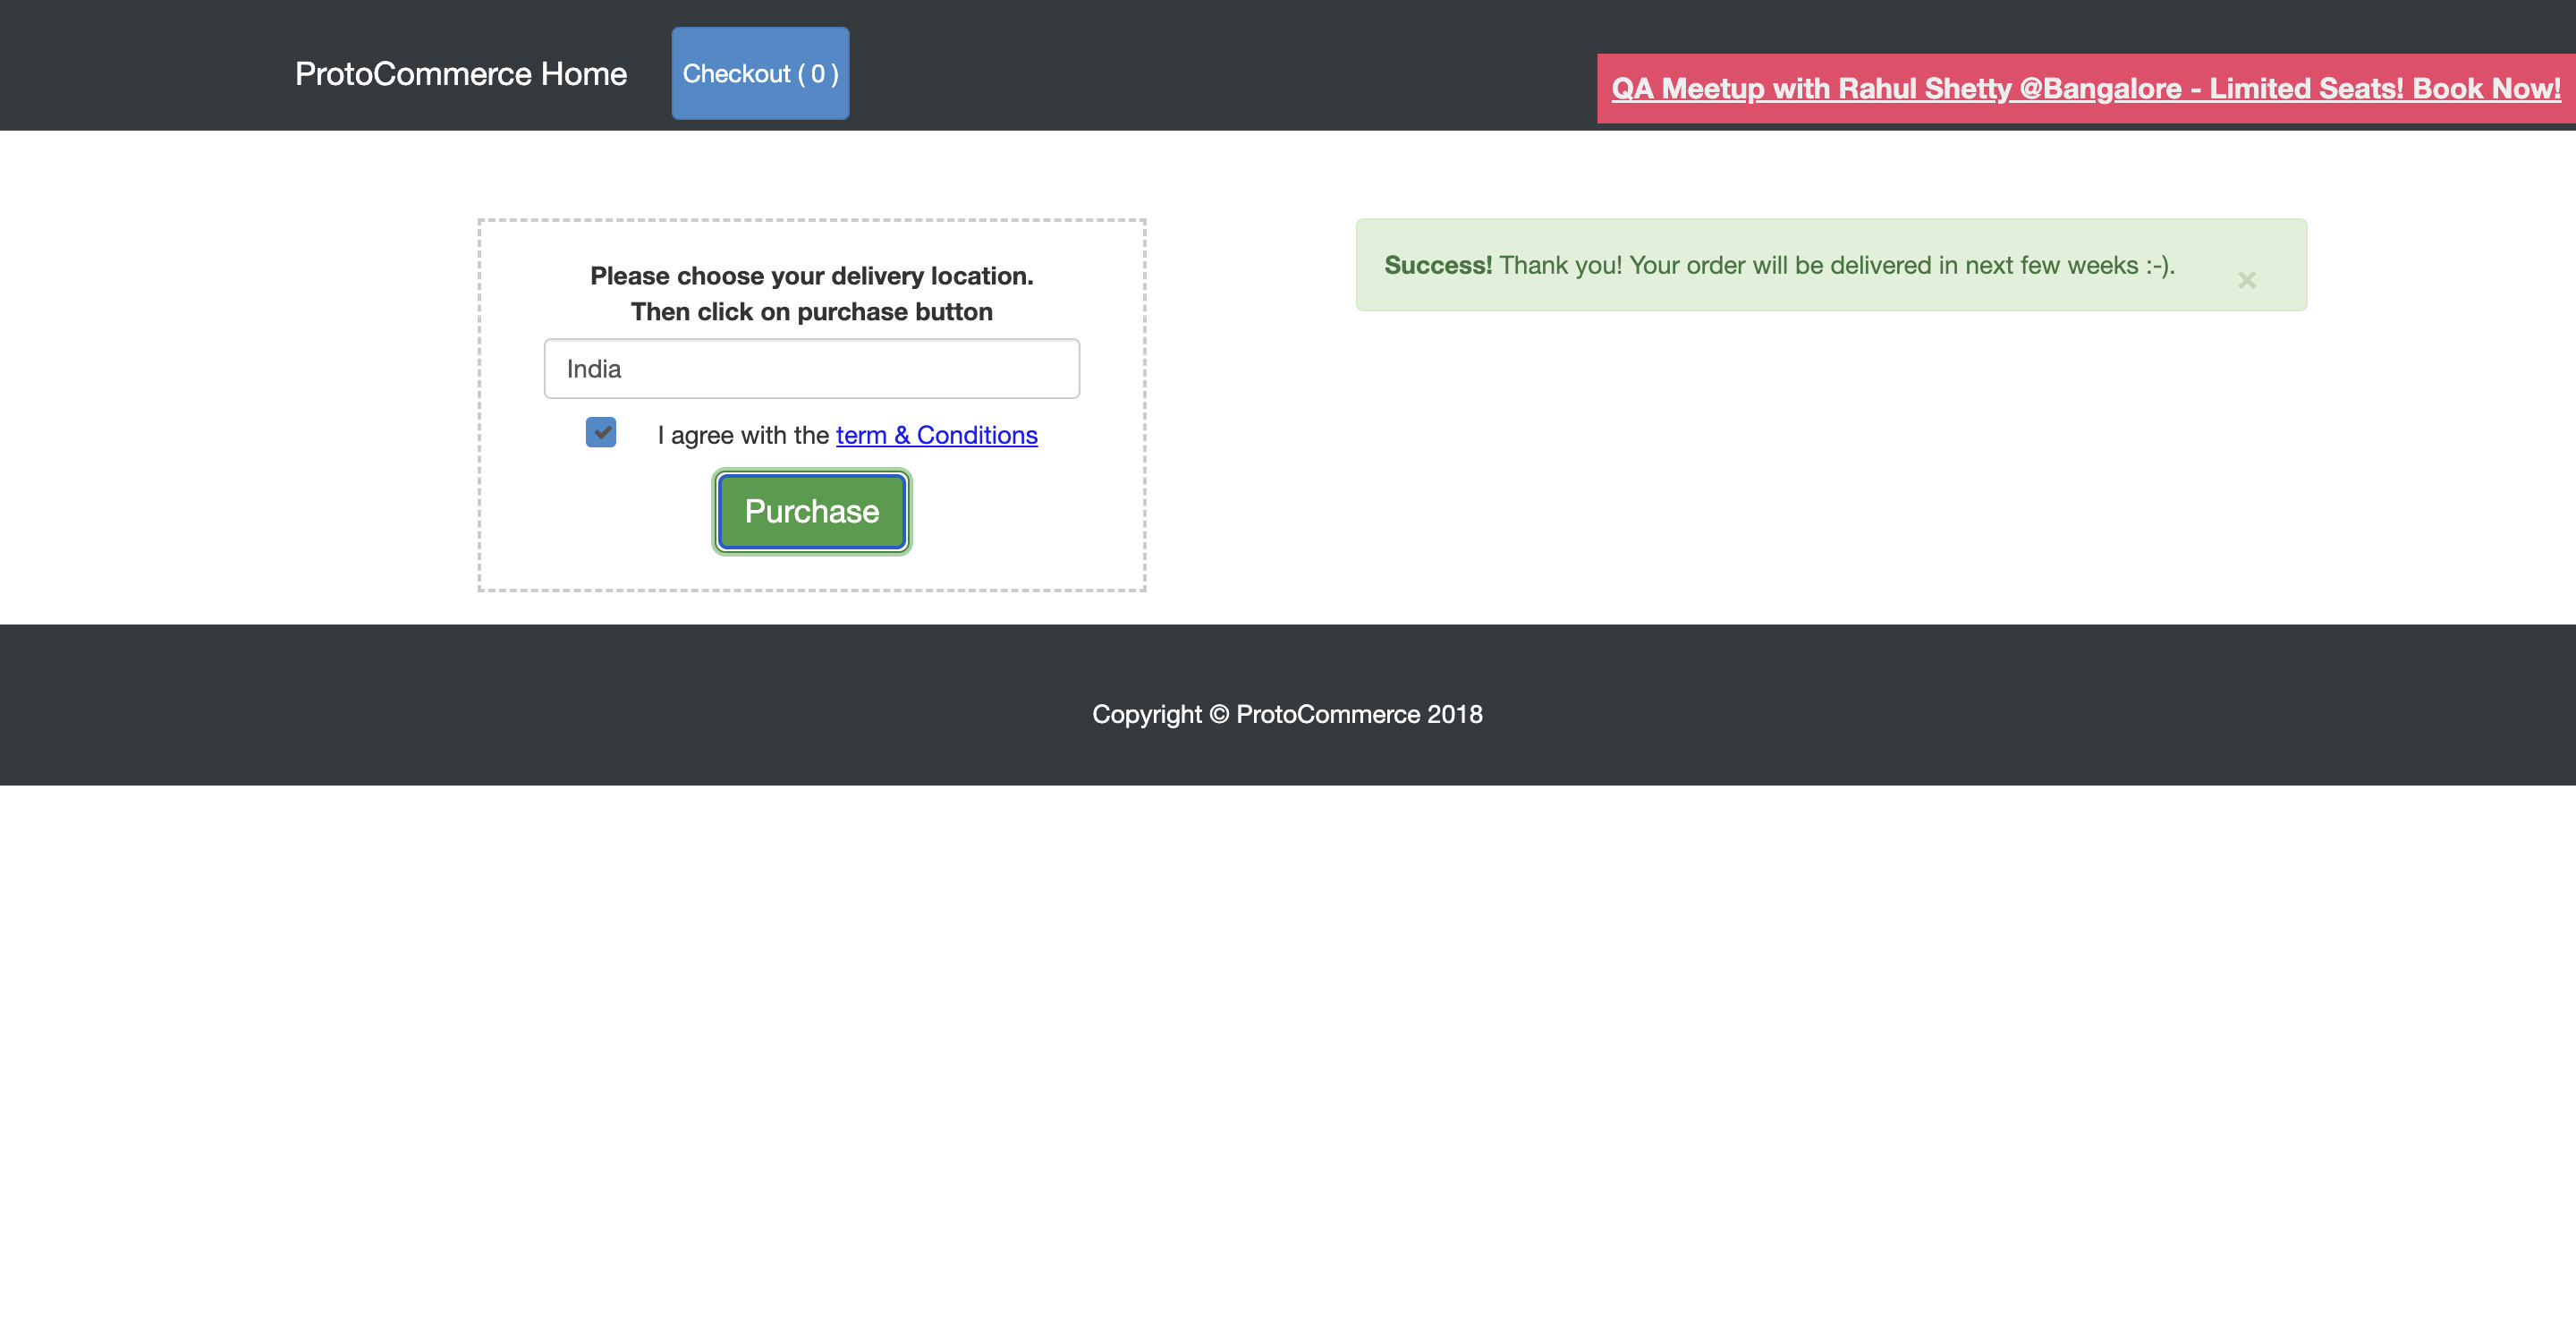 ProtoCommerce Home
Checkout ( 0 )
QA Meetup with Rahul Shetty @Bangalore - Limited Seats! Book Now!
Please choose your delivery location.
Then click on purchase button
India
I agree with the term & Conditions
Purchase
Success! Thank you! Your order will be delivered in next few weeks :-).
×
Copyright © ProtoCommerce 2018